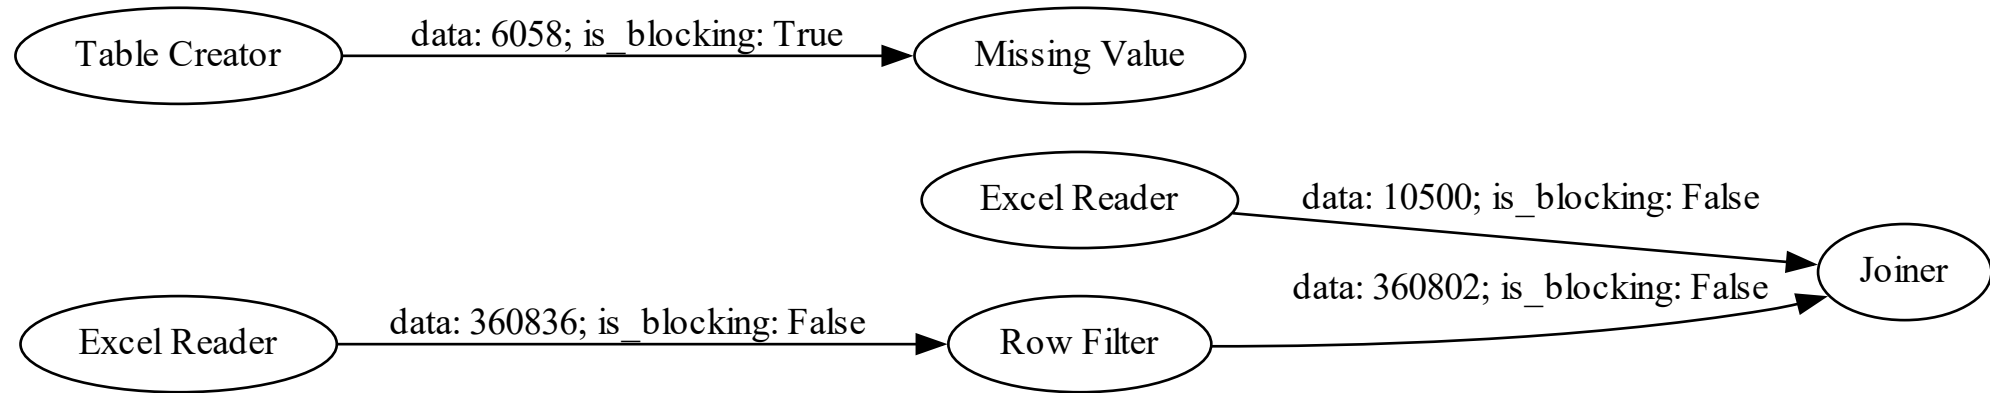 Table Creator
data: 6058; is_blocking: True
Missing Value
Excel Reader
data: 10500; is_blocking: False
Joiner
data: 360802; is_blocking: False
Excel Reader
data: 360836; is_blocking: False
Row Filter